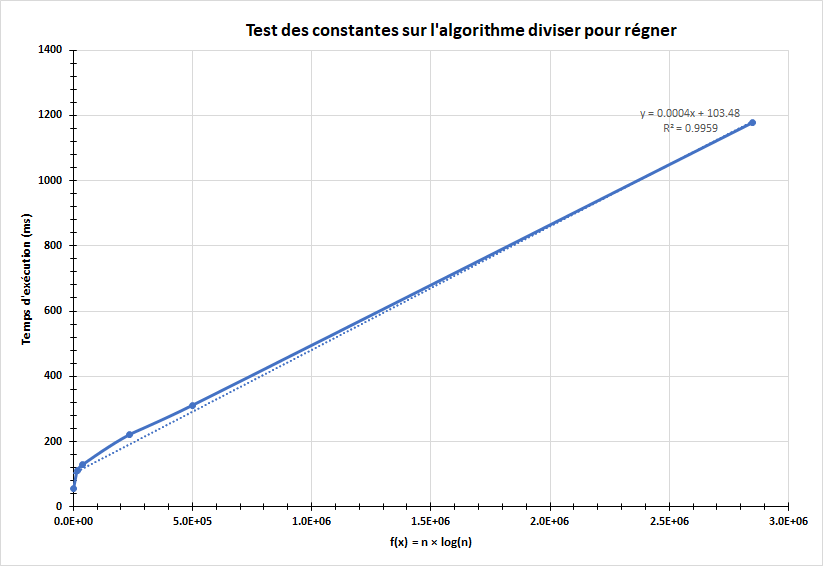 Test des constantes sur l'algorithme diviser pour régner
1400
1200
1000
800
600
400
200
0
Temps d'exécution (ms)
y = 0.0004x + 103.48
R² = 0.9959
0.0E+00 5.0E+05 1.0E+06 1.5E+06 2.0E+06 2.5E+06 3.0E+06
f(x) = n × log(n)